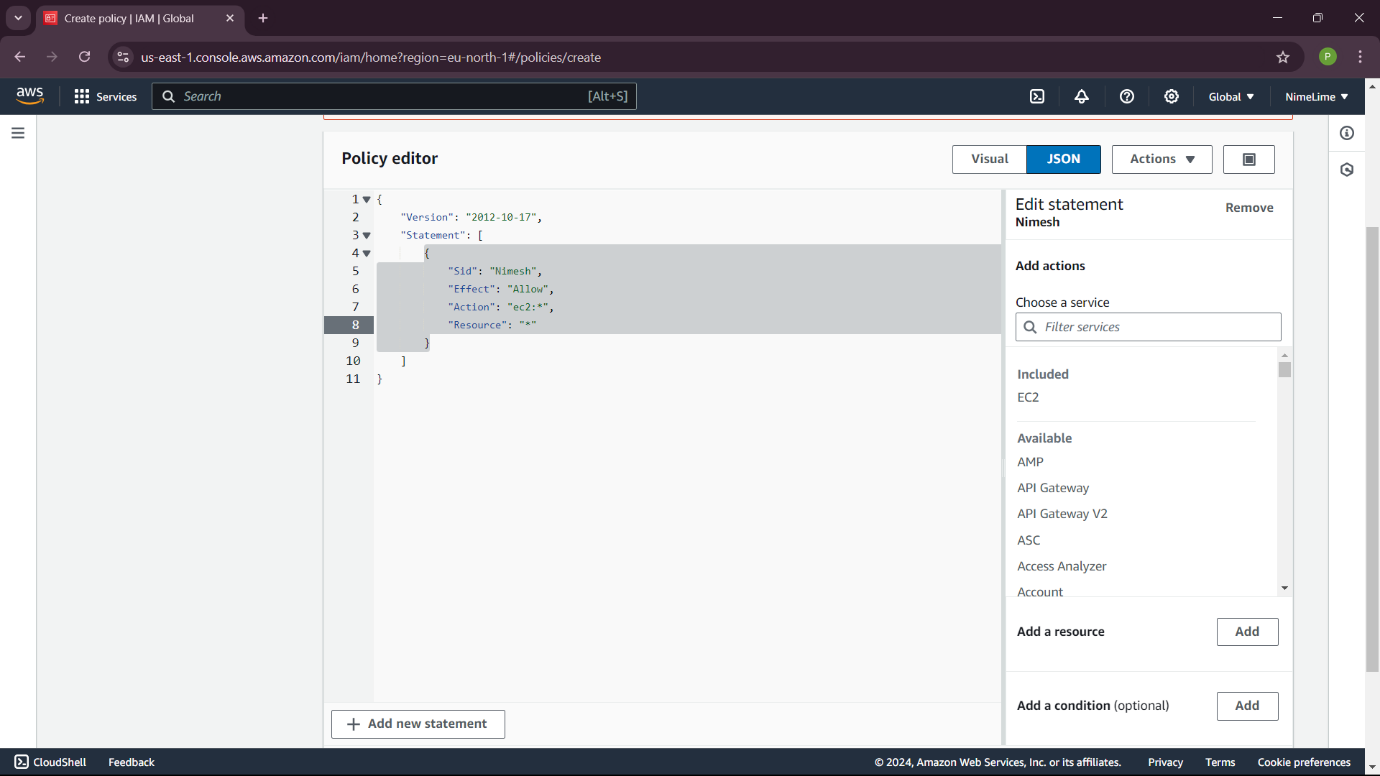 Create policy | IAM | Global
us-east-1.console.aws.amazon.com/iam/home?region=eu-north-1#/policies/create
P
aws
Services
Search
[Alt+S]
Global
NimeLime
Policy editor
Visual
JSON
Actions
1 {
2 "Version": "2012-10-17",
3 "Statement": [
4 {
5 "Sid": "Nimesh",
6 "Effect": "Allow",
7 "Action": "ec2:*",
8 "Resource": "*"
9 }
10 ]
11 }
Add new statement
Edit statement
Nimesh
Remove
Add actions
Choose a service
Filter services
Included
EC2
Available
AMP
API Gateway
API Gateway V2
ASC
Access Analyzer
Account
Add a resource
Add
Add a condition (optional)
Add
CloudShell
Feedback
© 2024, Amazon Web Services, Inc. or its affiliates.
Privacy
Terms
Cookie preferences